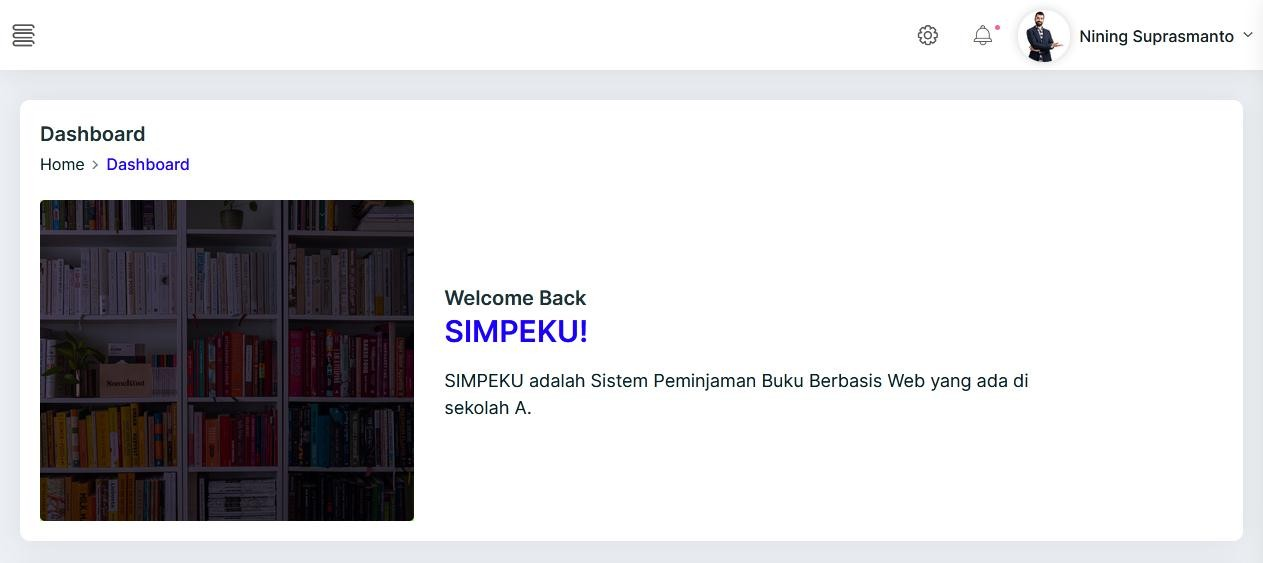 Nining Suprasmanto
Dashboard
Home > Dashboard
Welcome Back
SIMPEKU!
SIMPEKU adalah Sistem Peminjaman Buku Berbasis Web yang ada di
sekolah A.